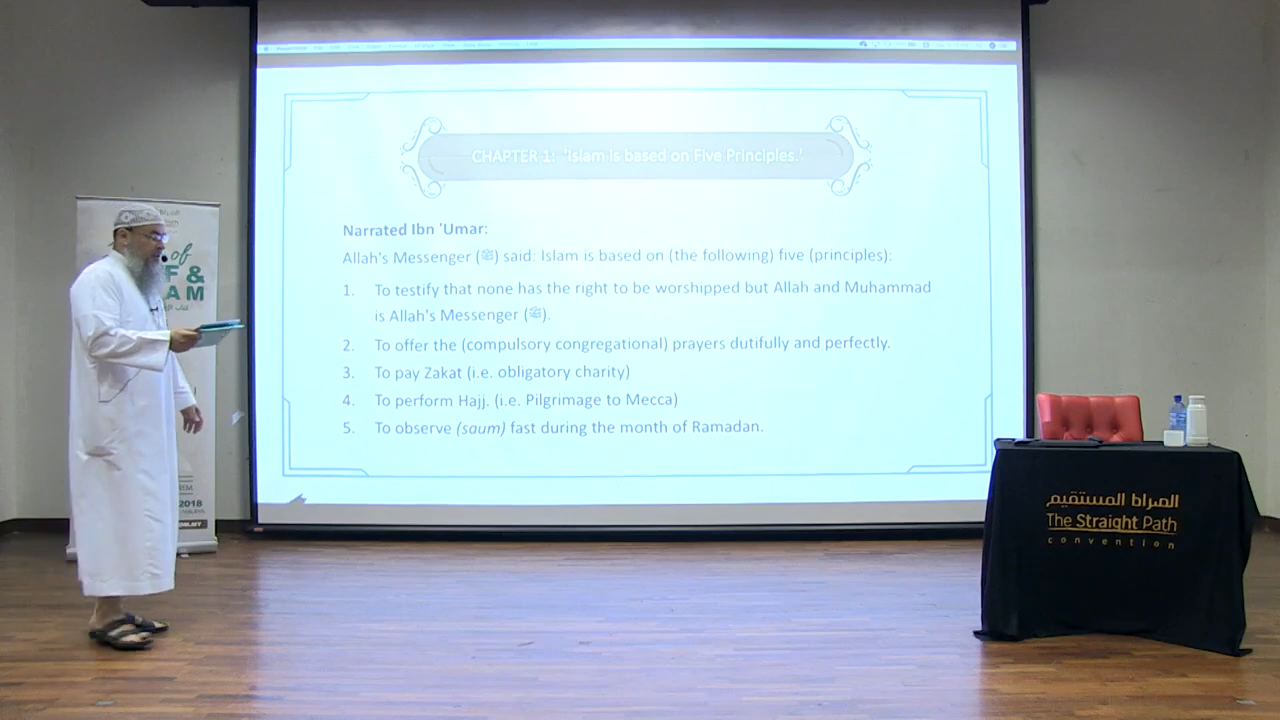 CHAPTER 1: 'Islam is based on Five Principles.'
Narrated Ibn 'Umar:
Allah's Messenger (ﷺ) said: Islam is based on (the following) five (principles):
1. To testify that none has the right to be worshipped but Allah and Muhammad
is Allah's Messenger (ﷺ).
2. To offer the (compulsory congregational) prayers dutifully and perfectly.
3. To pay Zakat (i.e. obligatory charity)
4. To perform Hajj. (i.e. Pilgrimage to Mecca)
5. To observe (saum) fast during the month of Ramadan.
of
F &
AM
2018
الصراط المستقيم
The Straight Path
convention